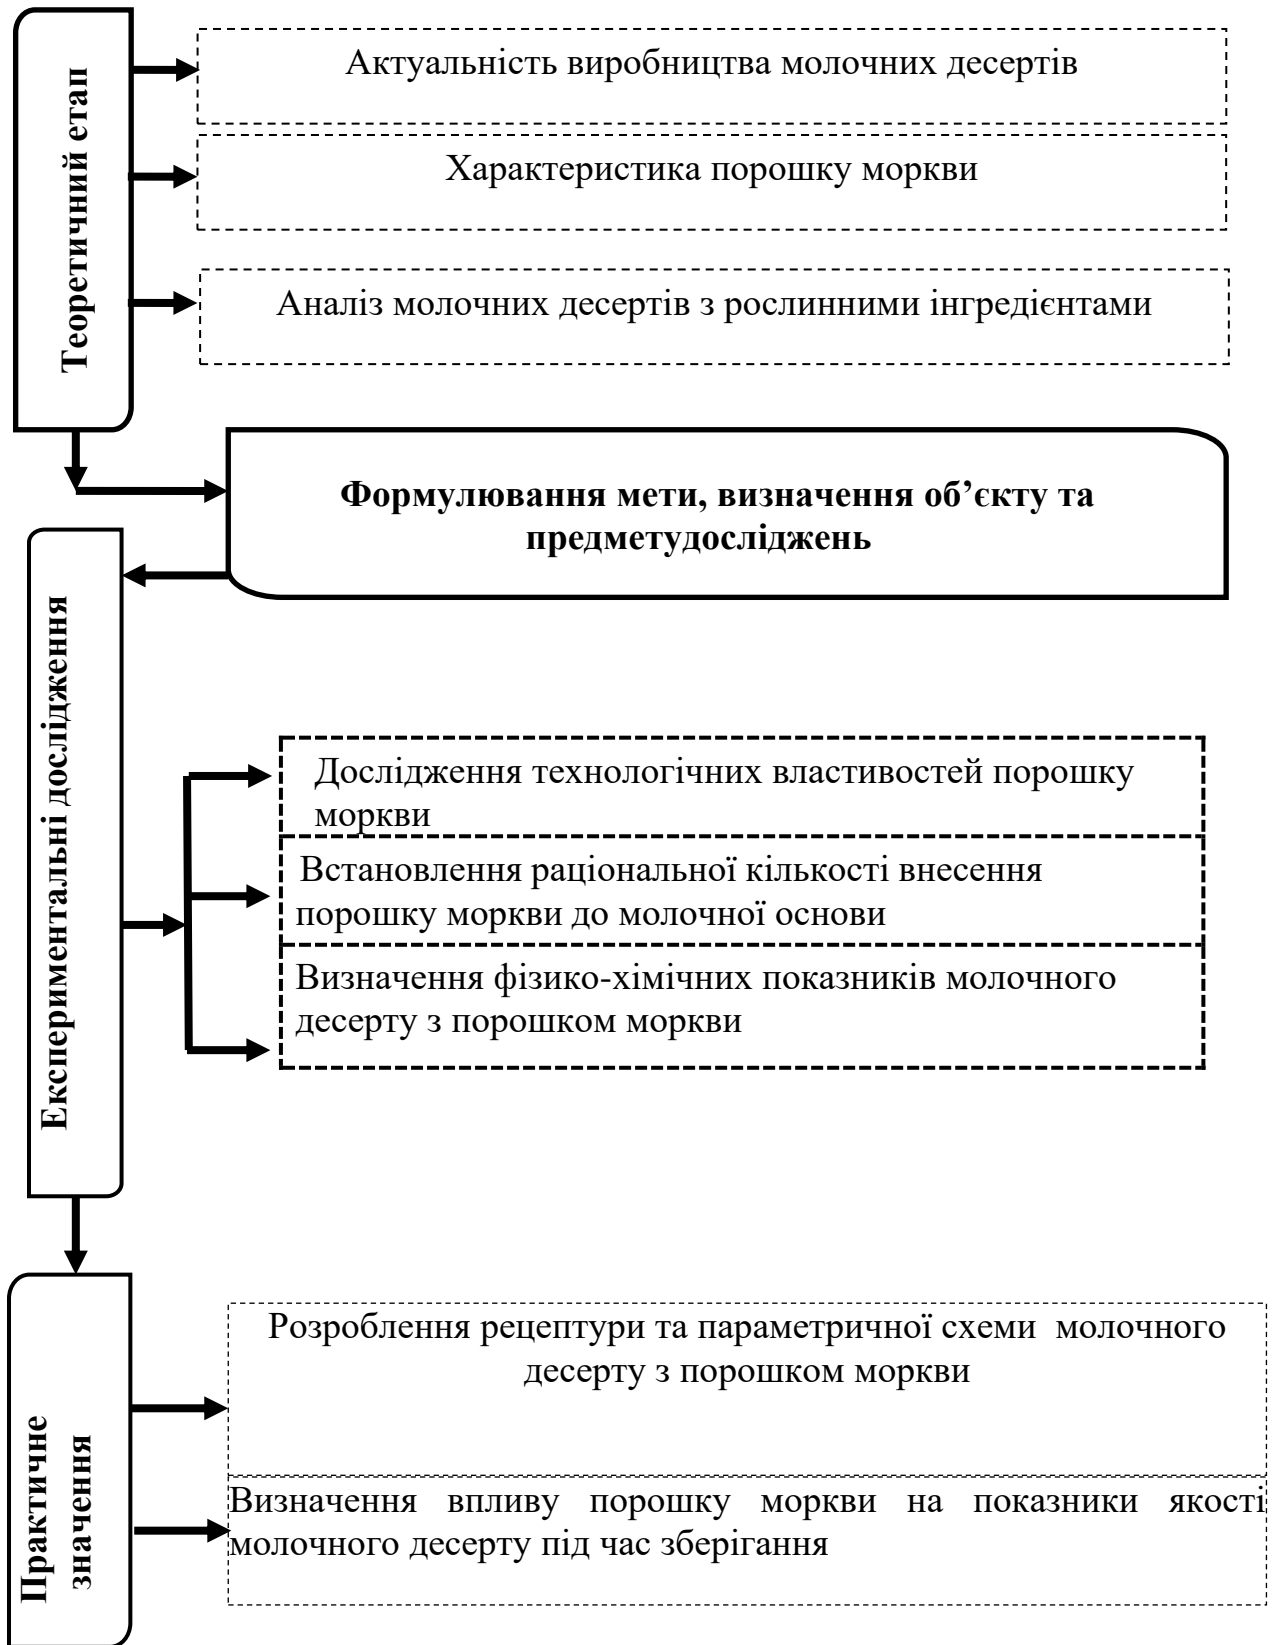 Теоретичний етап
Актуальність виробництва молочних десертів
Характеристика порошку моркви
Аналіз молочних десертів з рослинними інгредієнтами
Формулювання мети, визначення об’єкту та
предметудосліджень
Експериментальні дослідження
Дослідження технологічних властивостей порошку
моркви
Встановлення раціональної кількості внесення
порошку моркви до молочної основи
Визначення фізико-хімічних показників молочного
десерту з порошком моркви
Практичне
значення
Розроблення рецептури та параметричної схеми молочного
десерту з порошком моркви
Визначення впливу порошку моркви на показники якості
молочного десерту під час зберігання